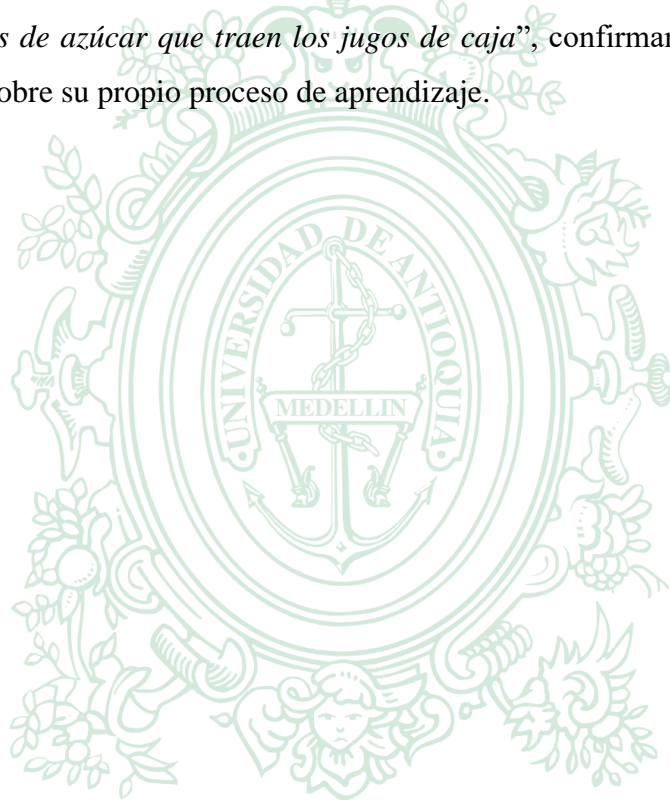 s de azúcar que traen los jugos de caja”, confirmar
obre su propio proceso de aprendizaje.
UNIVERSIDAD DE ANTIOQUIA
MEDELLIN